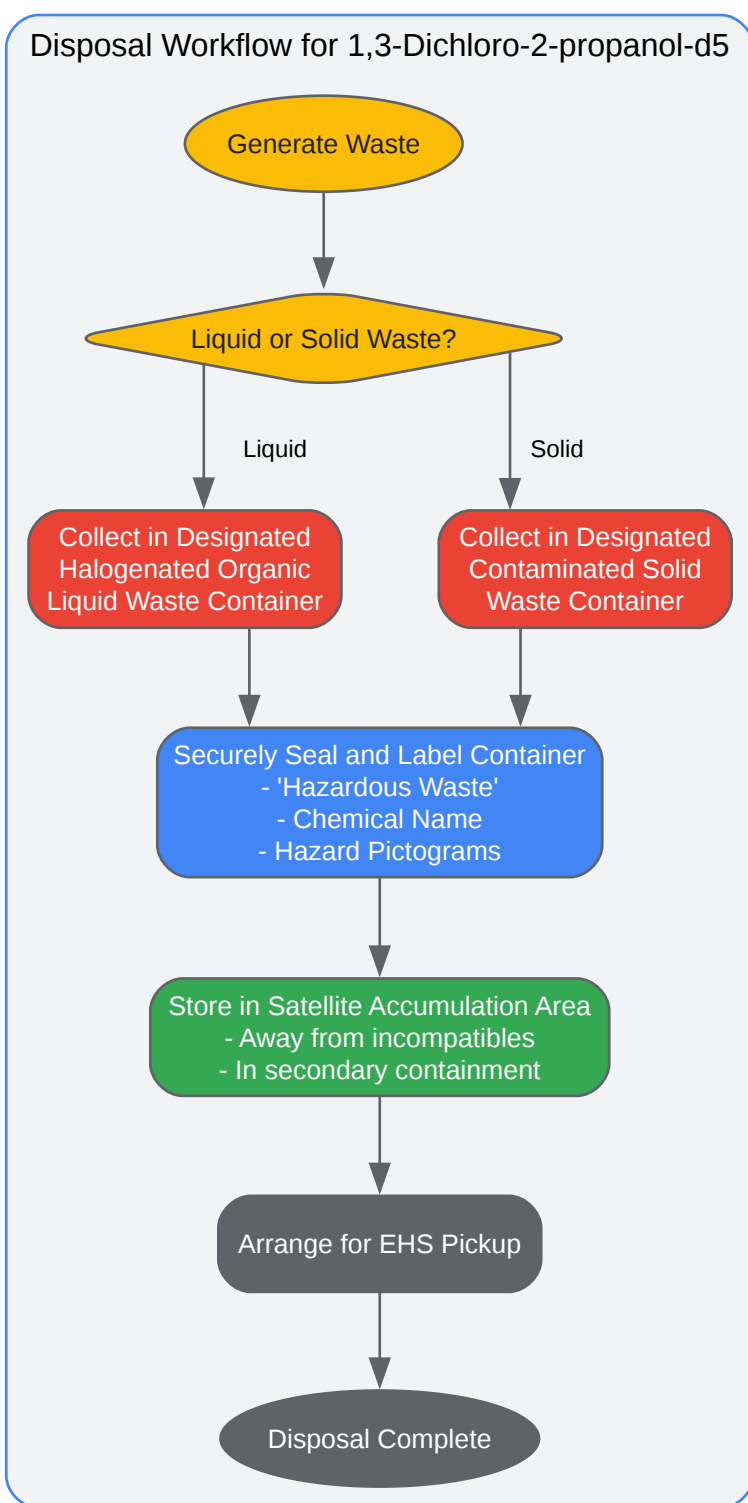 Disposal Workflow for 1,3-Dichloro-2-propanol-d5
Generate Waste
Liquid or Solid Waste?
Liquid
Solid
Collect in Designated
Halogenated Organic
Liquid Waste Container
Collect in Designated
Contaminated Solid
Waste Container
Securely Seal and Label Container
- 'Hazardous Waste'
- Chemical Name
- Hazard Pictograms
Store in Satellite Accumulation Area
- Away from incompatibles
- In secondary containment
Arrange for EHS Pickup
Disposal Complete